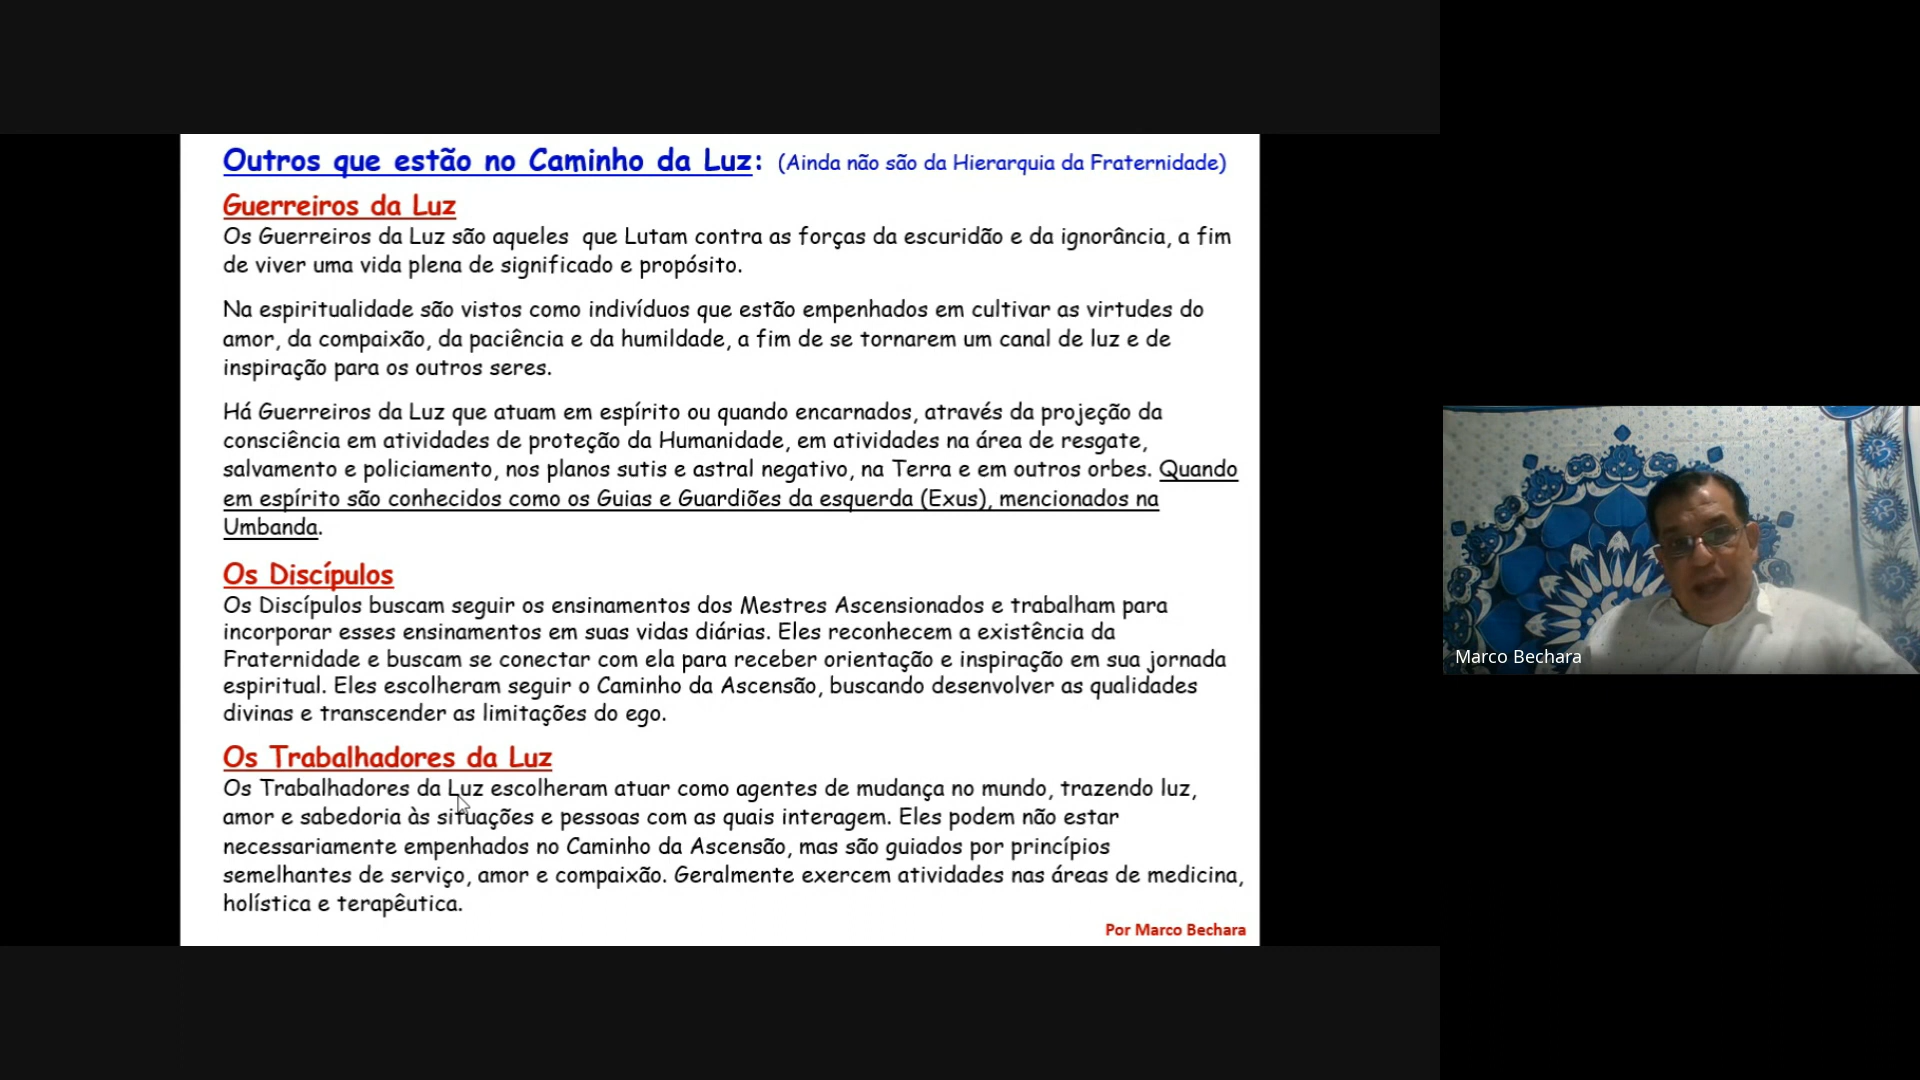 Outros que estão no Caminho da Luz: (Ainda não são da Hierarquia da Fraternidade)
Guerreiros da Luz
Os Guerreiros da Luz são aqueles que Lutam contra as forças da escuridão e da ignorância, a fim
de viver uma vida plena de significado e propósito.
Na espiritualidade são vistos como indivíduos que estão empenhados em cultivar as virtudes do
amor, da compaixão, da paciência e da humildade, a fim de se tornarem um canal de luz e de
inspiração para os outros seres.
Há Guerreiros da Luz que atuam em espírito ou quando encarnados, através da projeção da
consciência em atividades de proteção da Humanidade, em atividades na área de resgate,
salvamento e policiamento, nos planos sutis e astral negativo, na Terra e em outros orbes. Quando
em espírito são conhecidos como os Guias e Guardiões da esquerda (Exus), mencionados na
Umbanda.
Os Discípulos
Os Discípulos buscam seguir os ensinamentos dos Mestres Ascensionados e trabalham para
incorporar esses ensinamentos em suas vidas diárias. Eles reconhecem a existência da
Fraternidade e buscam se conectar com ela para receber orientação e inspiração em sua jornada
espiritual. Eles escolheram seguir o Caminho da Ascensão, buscando desenvolver as qualidades
divinas e transcender as limitações do ego.
Os Trabalhadores da Luz
Os Trabalhadores da Luz escolheram atuar como agentes de mudança no mundo, trazendo luz,
amor e sabedoria às situações e pessoas com as quais interagem. Eles podem não estar
necessariamente empenhados no Caminho da Ascensão, mas são guiados por princípios
semelhantes de serviço, amor e compaixão. Geralmente exercem atividades nas áreas de medicina,
holística e terapêutica.
Por Marco Bechara
Marco Bechara